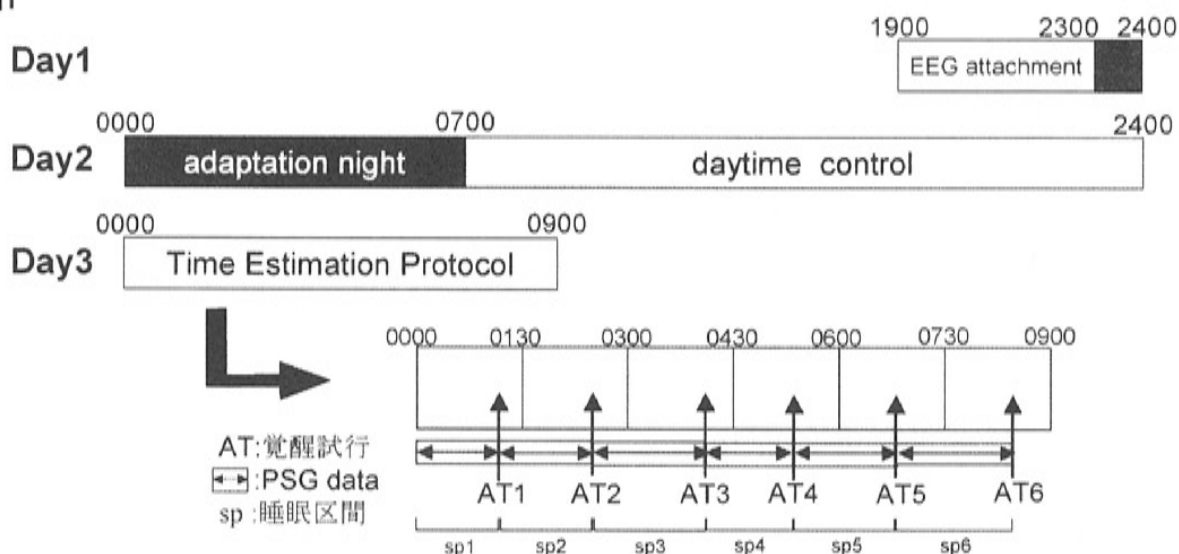 1900 2300 2400
Day1 EEG attachment
0000 0700 2400
Day2 adaptation night daytime control
0000 0900
Day3 Time Estimation Protocol
0000 0130 0300 0430 0600 0730 0900
AT:覚醒試行
:PSG data
AT1 AT2 AT3 AT4 AT5 AT6
sp :睡眠区間
sp1 sp2 sp3 sp4 sp5 sp6